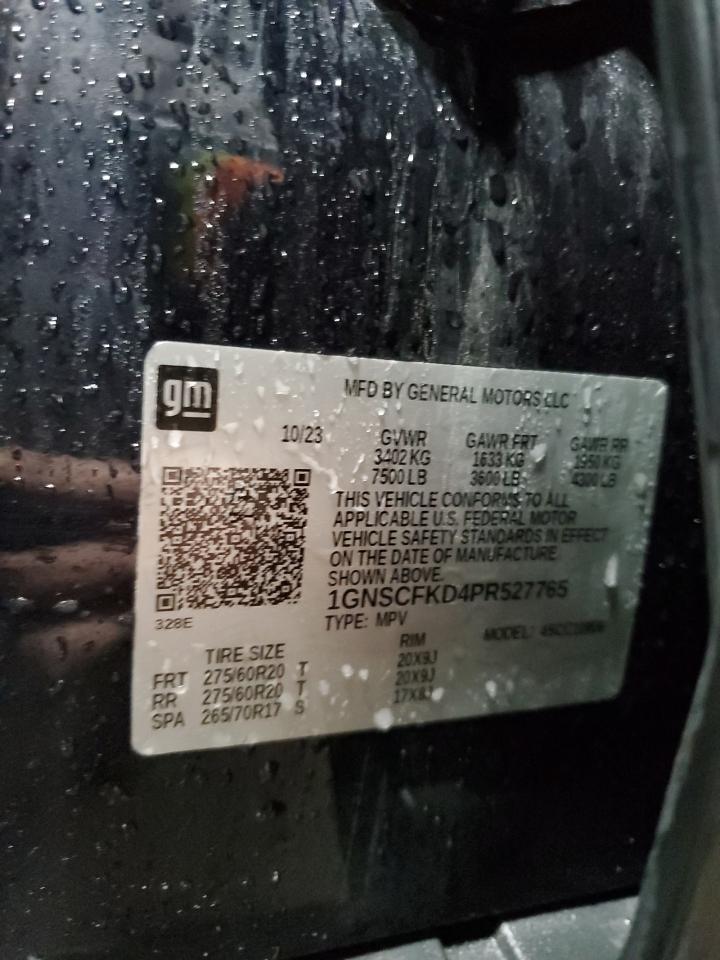 gm
MFD BY GENERAL MOTORS LLC
10/23 GVWR GAWR FRT GAWR RR
3402 KG 1633 KG 1950 KG
7500 LB 3600 LB 4300 LB
THIS VEHICLE CONFORMS TO ALL
APPLICABLE U.S. FEDERAL MOTOR
VEHICLE SAFETY STANDARDS IN EFFECT
ON THE DATE OF MANUFACTURE
SHOWN ABOVE.
1GNSCFKD4PR527765
328E
TYPE: MPV MODEL:
TIRE SIZE RIM
FRT 275/60R20 T 20X9J
RR 275/60R20 T 20X9J
SPA 265/70R17 S 17X8J